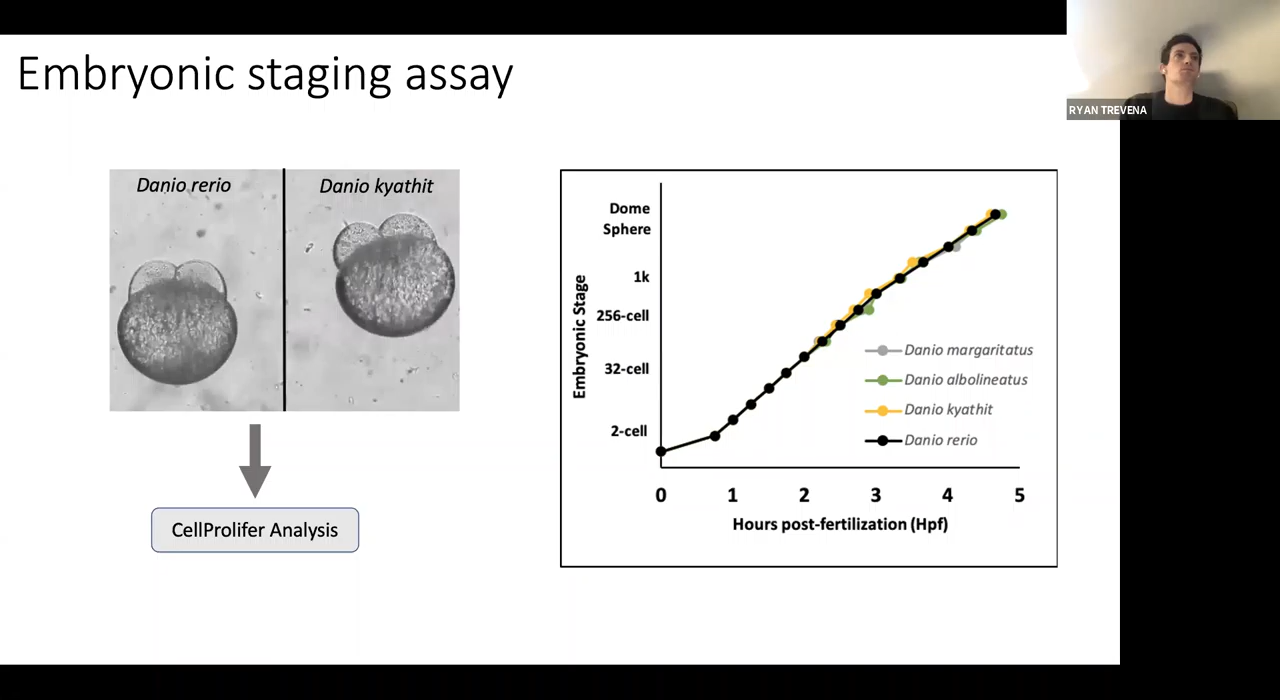 Embryonic staging assay
RYAN TREVENA
Danio rerio
Danio kyathit
CellProlifer Analysis
Embryonic Stage
Dome
Sphere
1k
256-cell
32-cell
2-cell
Danio margaritatus
Danio albolineatus
Danio kyathit
Danio rerio
0 1 2 3 4 5
Hours post-fertilization (Hpf)